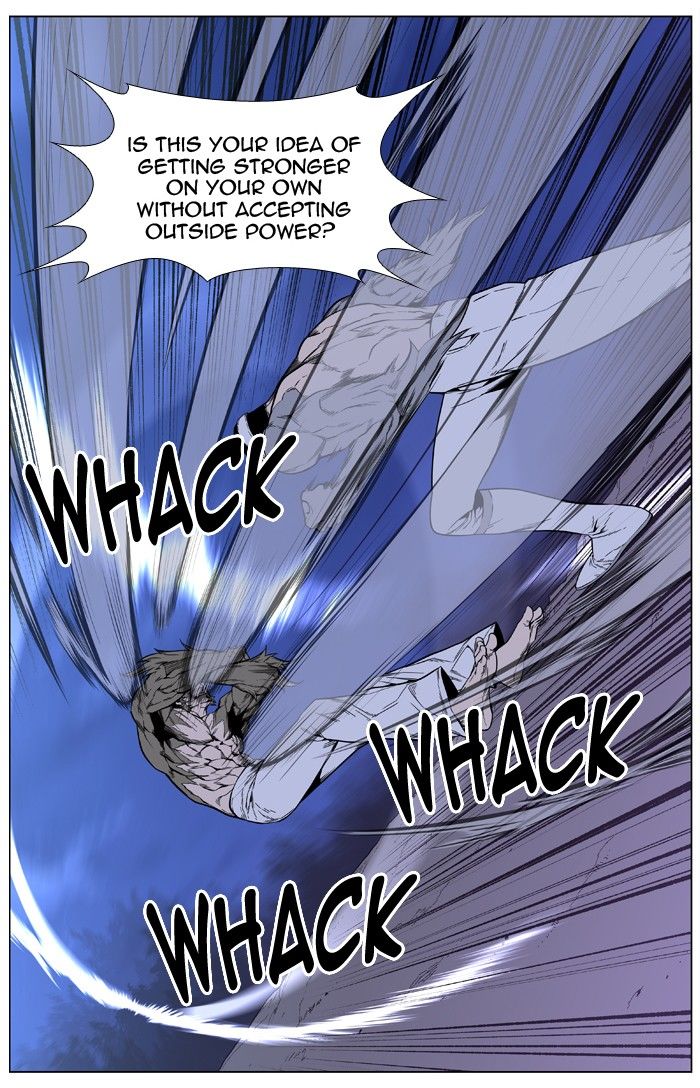 IS THIS YOUR IDEA OF
GETTING STRONGER
ON YOUR OWN
WITHOUT ACCEPTING
OUTSIDE POWER?
WHACK
WHACK
WHACK